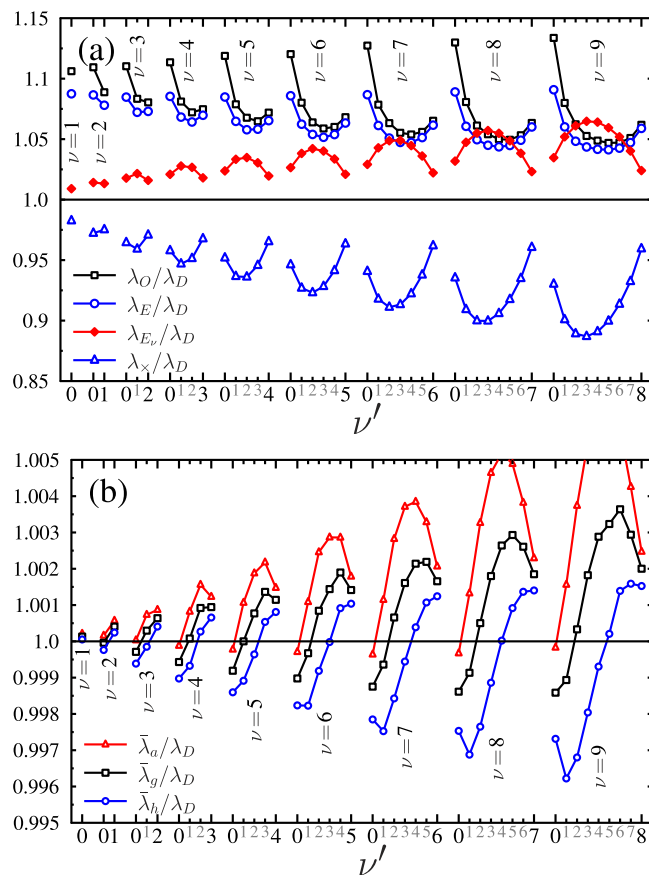 1.15
(a)
1.10
1.05
1.0
0.95
0.9
0.85
ν=1
ν=2
ν=3
ν=4
ν=5
ν=6
ν=7
ν=8
ν=9
λ_O/λ_D
λ_E/λ_D
λ_{E_ν}/λ_D
λ_×/λ_D
0 01 012 0123 01234 012345 0123456 01234567 012345678
ν′
1.005
(b)
1.004
1.003
1.002
1.001
1.0
0.999
0.998
0.997
0.996
0.995
ν=1
ν=2
ν=3
ν=4
ν=5
ν=6
ν=7
ν=8
ν=9
λ̄_a/λ_D
λ̄_g/λ_D
λ̄_h/λ_D
0 01 012 0123 01234 012345 0123456 01234567 012345678
ν′